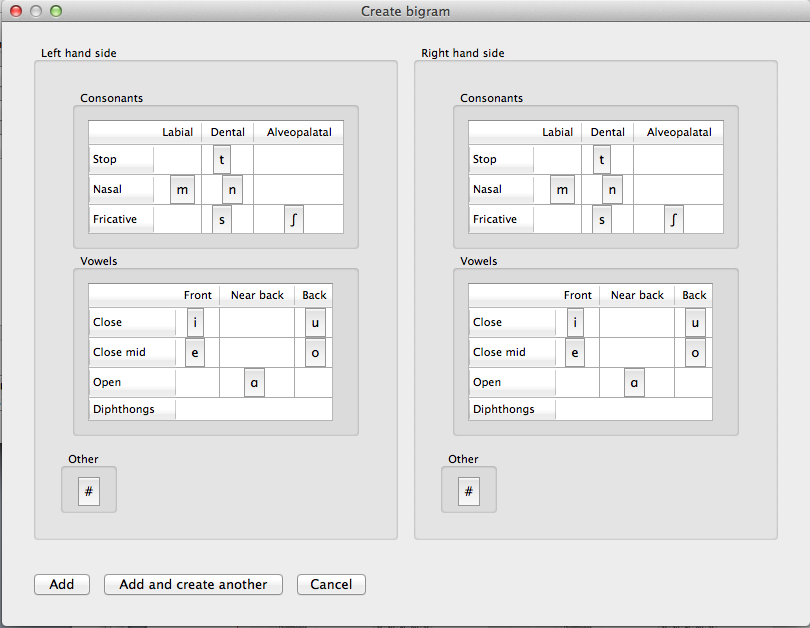 Create bigram
Left hand side
Consonants
Labial Dental Alveopalatal
Stop t
Nasal m n
Fricative s ʃ
Vowels
Front Near back Back
Close i u
Close mid e o
Open ɑ
Diphthongs
Other
#
Right hand side
Consonants
Labial Dental Alveopalatal
Stop t
Nasal m n
Fricative s ʃ
Vowels
Front Near back Back
Close i u
Close mid e o
Open ɑ
Diphthongs
Other
#
Add Add and create another Cancel